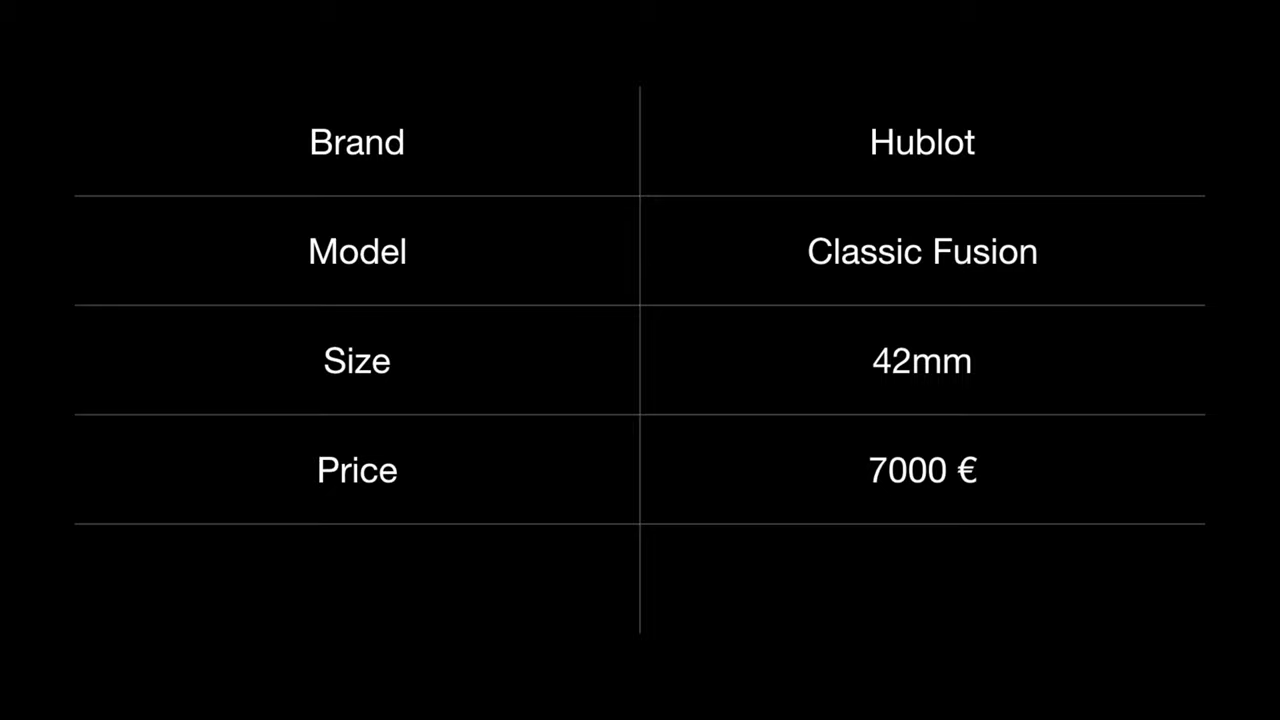 Brand Hublot
Model Classic Fusion
Size 42mm
Price 7000 €